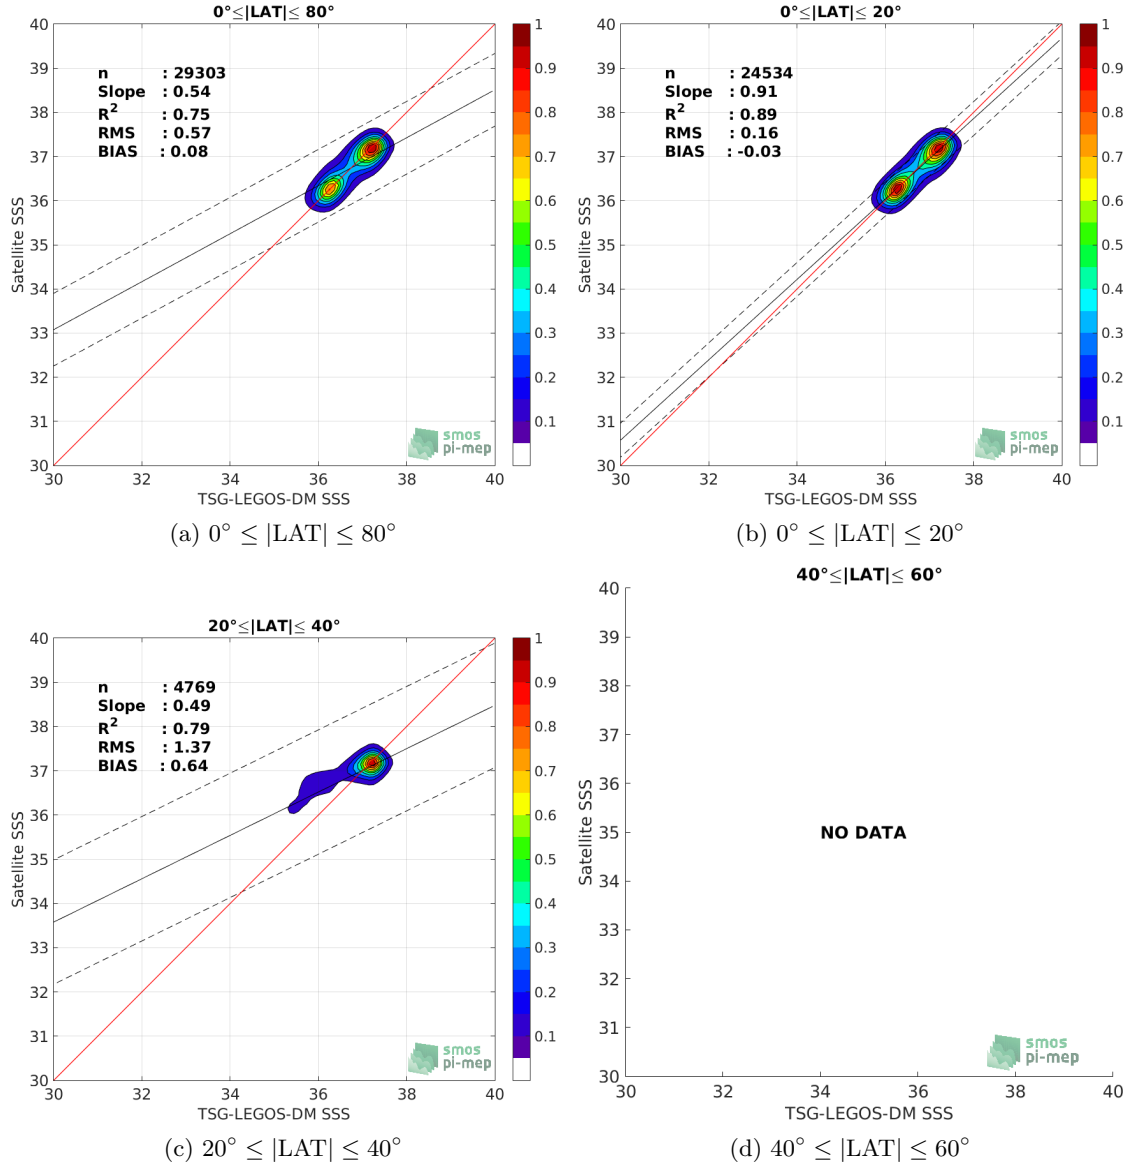 0°≤|LAT|≤ 80°
n : 29303
Slope : 0.54
R2 : 0.75
RMS : 0.57
BIAS : 0.08
40
39
38
37
36
35
34
33
32
31
30
Satellite SSS
30 32 34 36 38 40
TSG-LEGOS-DM SSS
1
0.9
0.8
0.7
0.6
0.5
0.4
0.3
0.2
0.1
smos
pi-mep
(a) 0° ≤ |LAT| ≤ 80°
0°≤|LAT|≤ 20°
n : 24534
Slope : 0.91
R2 : 0.89
RMS : 0.16
BIAS : -0.03
40
39
38
37
36
35
34
33
32
31
30
Satellite SSS
30 32 34 36 38 40
TSG-LEGOS-DM SSS
1
0.9
0.8
0.7
0.6
0.5
0.4
0.3
0.2
0.1
smos
pi-mep
(b) 0° ≤ |LAT| ≤ 20°
20°≤|LAT|≤ 40°
n : 4769
Slope : 0.49
R2 : 0.79
RMS : 1.37
BIAS : 0.64
40
39
38
37
36
35
34
33
32
31
30
Satellite SSS
30 32 34 36 38 40
TSG-LEGOS-DM SSS
1
0.9
0.8
0.7
0.6
0.5
0.4
0.3
0.2
0.1
smos
pi-mep
(c) 20° ≤ |LAT| ≤ 40°
40°≤|LAT|≤ 60°
40
39
38
37
36
35
34
33
32
31
30
Satellite SSS
NO DATA
30 32 34 36 38 40
TSG-LEGOS-DM SSS
smos
pi-mep
(d) 40° ≤ |LAT| ≤ 60°